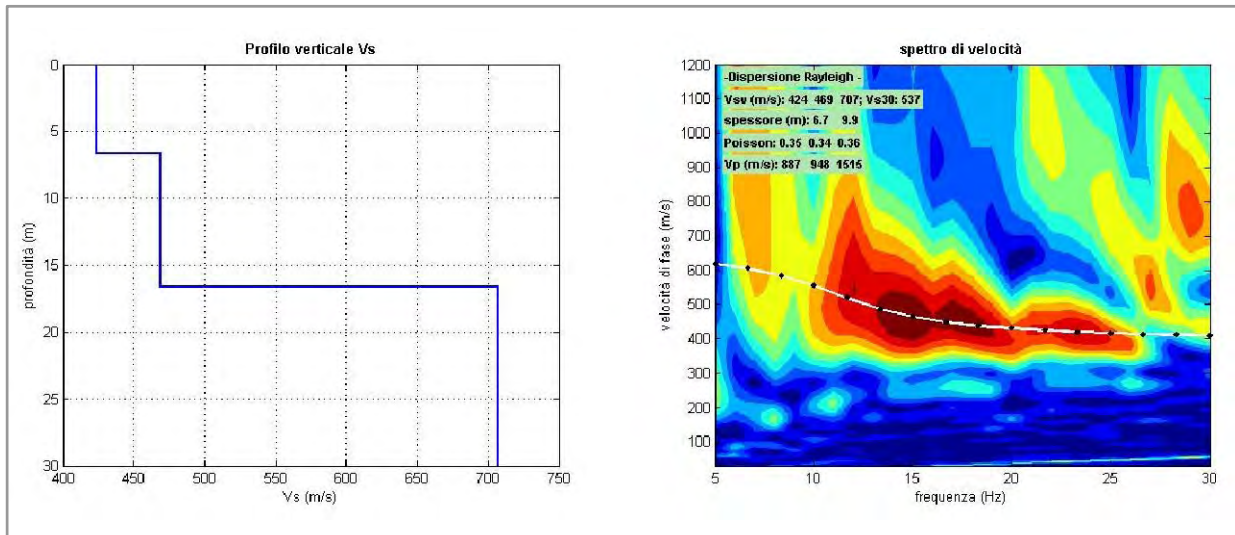 Profilo verticale Vs
0
5
10
15
20
25
30
profondità (m)
400 450 500 550 600 650 700 750
Vs (m/s)
spettro di velocità
1200
1100
1000
900
800
700
600
500
400
300
200
100
velocità di fase (m/s)
-Dispersione Rayleigh -
Vsv (m/s): 424 469 707; Vs30: 537
spessore (m): 6.7 9.9
Poisson: 0.35 0.34 0.36
Vp (m/s): 887 948 1515
5 10 15 20 25 30
frequenza (Hz)